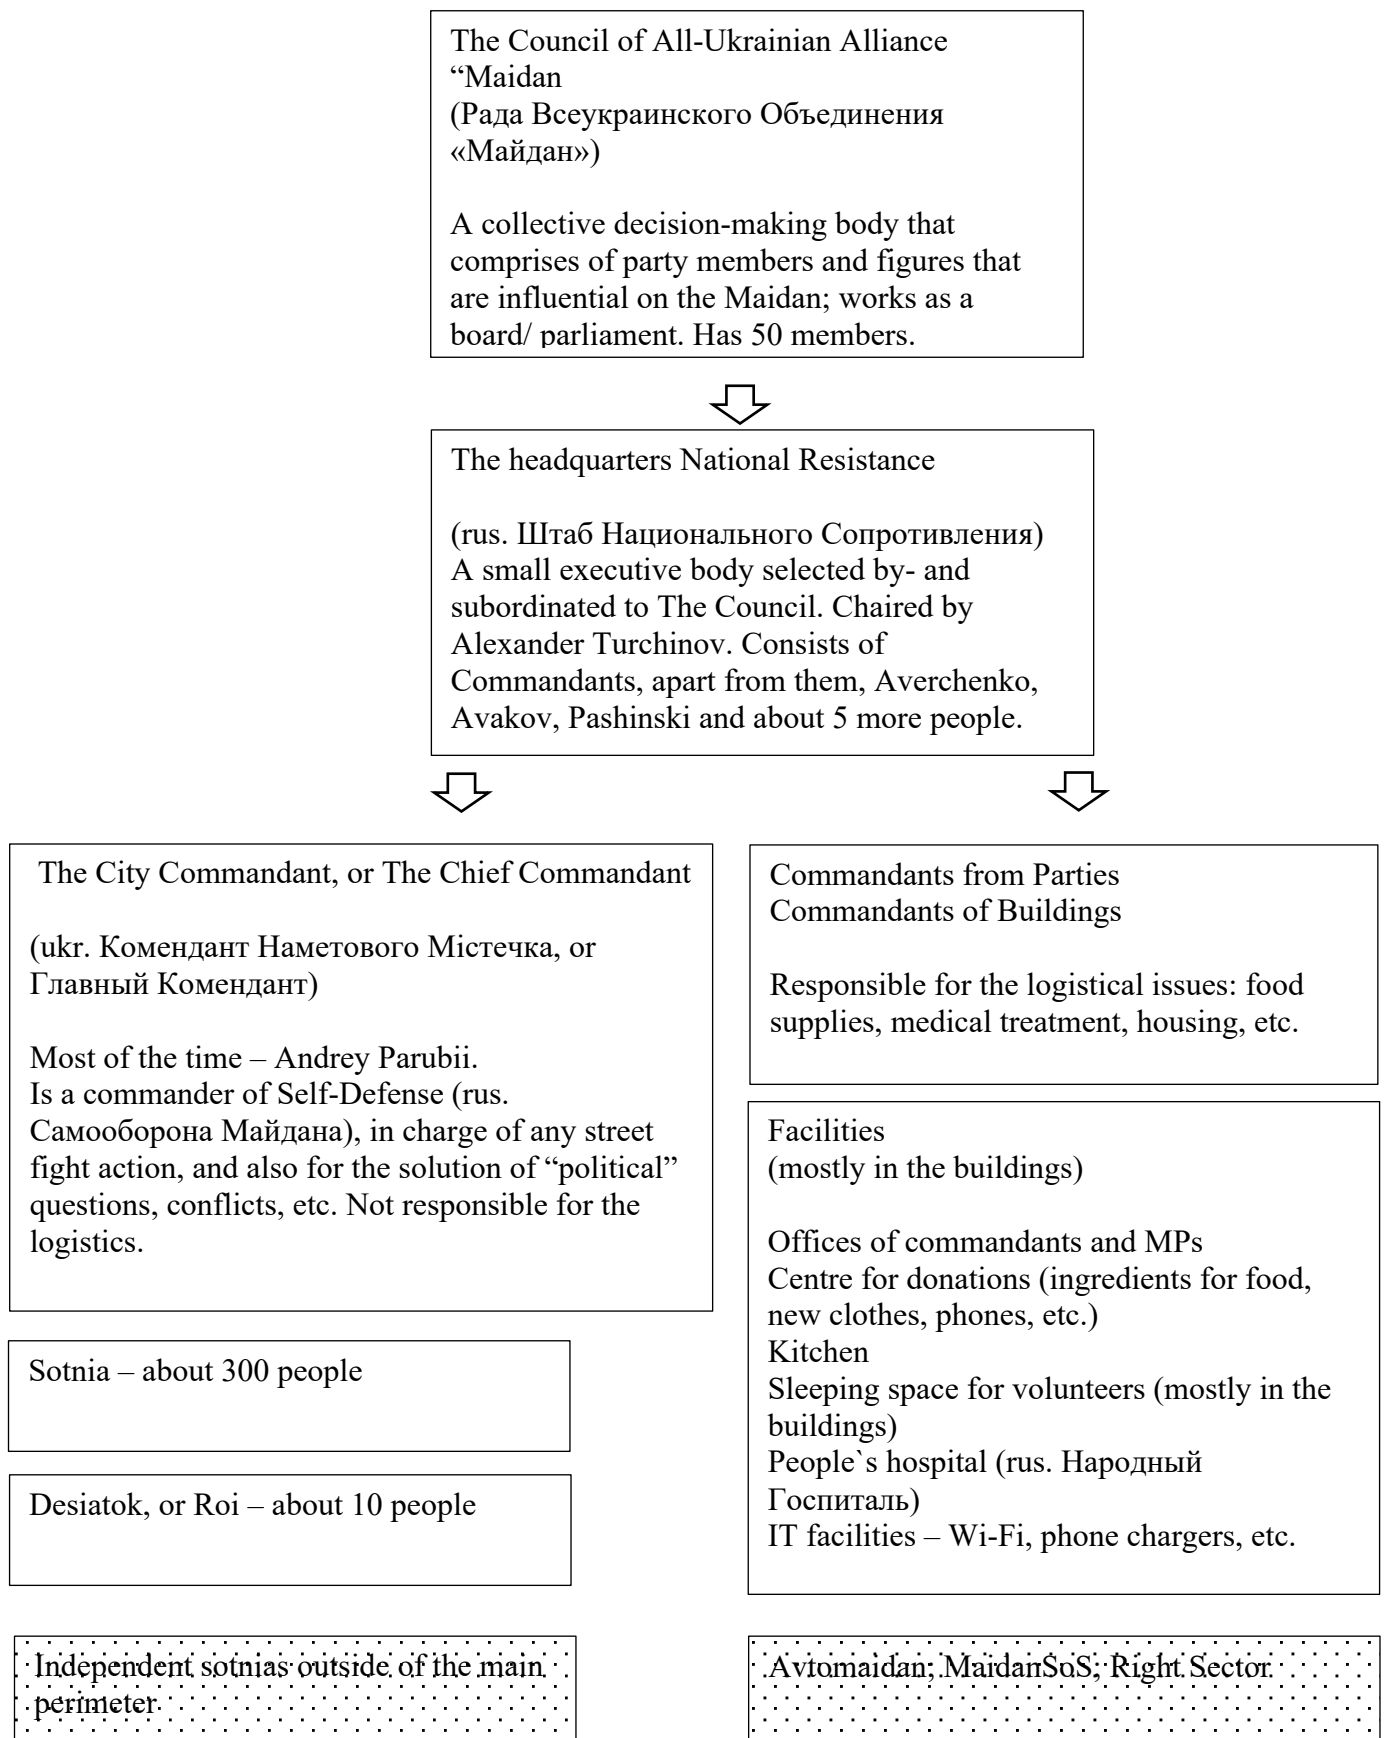 The Council of All-Ukrainian Alliance
“Maidan
(Рада Всеукраинского Объединения
«Майдан»)
A collective decision-making body that
comprises of party members and figures that
are influential on the Maidan; works as a
board/ parliament. Has 50 members.
The headquarters National Resistance
(rus. Штаб Национального Сопротивления)
A small executive body selected by- and
subordinated to The Council. Chaired by
Alexander Turchinov. Consists of
Commandants, apart from them, Averchenko,
Avakov, Pashinski and about 5 more people.
The City Commandant, or The Chief Commandant
(ukr. Комендант Наметового Містечка, or
Главный Комендант)
Most of the time – Andrey Parubii.
Is a commander of Self-Defense (rus.
Самооборона Майдана), in charge of any street
fight action, and also for the solution of “political”
questions, conflicts, etc. Not responsible for the
logistics.
Commandants from Parties
Commandants of Buildings
Responsible for the logistical issues: food
supplies, medical treatment, housing, etc.
Facilities
(mostly in the buildings)
Offices of commandants and MPs
Centre for donations (ingredients for food,
new clothes, phones, etc.)
Kitchen
Sleeping space for volunteers (mostly in the
buildings)
People`s hospital (rus. Народный
Госпиталь)
IT facilities – Wi-Fi, phone chargers, etc.
Sotnia – about 300 people
Desiatok, or Roi – about 10 people
Independent sotnias outside of the main
perimeter
Avtomaidan; MaidanSoS; Right Sector